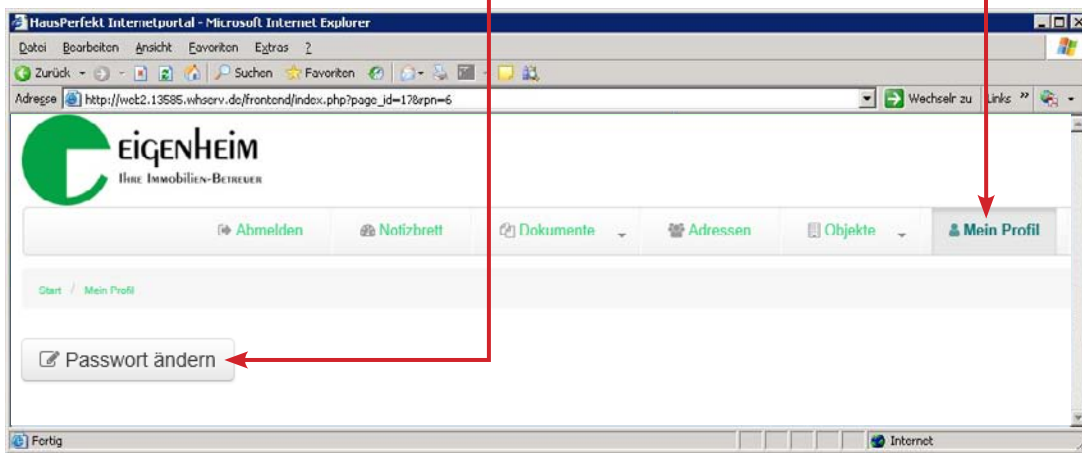 HausPerfekt Internetportal - Microsoft Internet Explorer
Datei Bearbeiten Ansicht Favoriten Extras ?
Zurück Suchen Favoriten
Adresse http://web2.13585.whserv.de/frontend/index.php?page_id=178rpn=6 Wechseln zu Links »
EIGENHEIM
IHRE IMMOBILIEN-BETREUER
Abmelden Notizbrett Dokumente Adressen Objekte Mein Profil
Start / Mein Profil
Passwort ändern
Fertig Internet